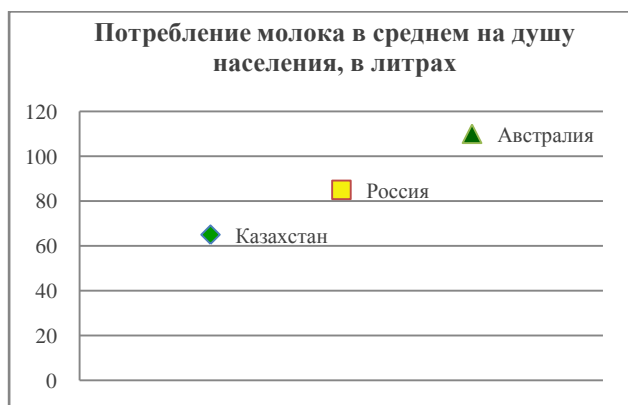 Потребление молока в среднем на душу
населения, в литрах
120
100
80
60
40
20
0
Австралия
Россия
Казахстан